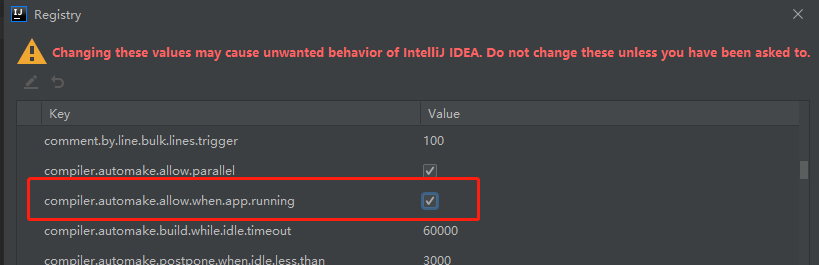 IJ
Registry
Changing these values may cause unwanted behavior of IntelliJ IDEA. Do not change these unless you have been asked to.
Key Value
comment.by.line.bulk.lines.trigger 100
compiler.automake.allow.parallel
compiler.automake.allow.when.app.running
compiler.automake.build.while.idle.timeout 60000
compiler.automake.postpone.when.idle.less.than 3000